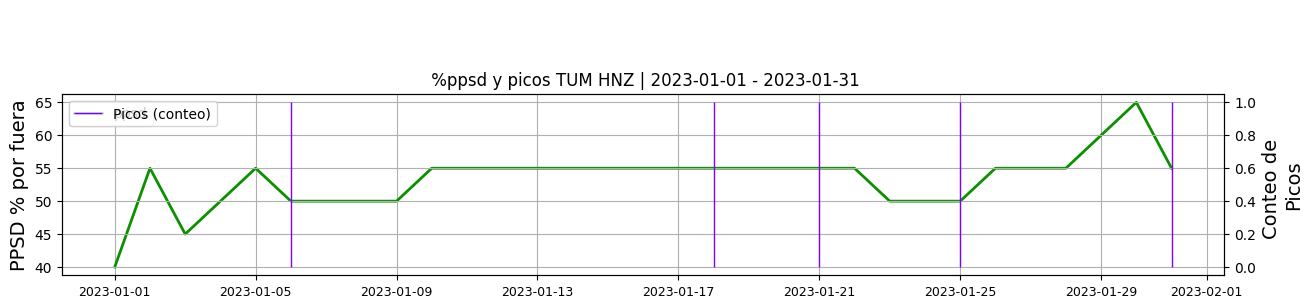 %ppsd y picos TUM HNZ | 2023-01-01 - 2023-01-31
PPSD % por fuera
65
60
55
50
45
40
Picos (conteo)
1.0
0.8
0.6
0.4
0.2
0.0
Conteo de
Picos
2023-01-01 2023-01-05 2023-01-09 2023-01-13 2023-01-17 2023-01-21 2023-01-25 2023-01-29 2023-02-01